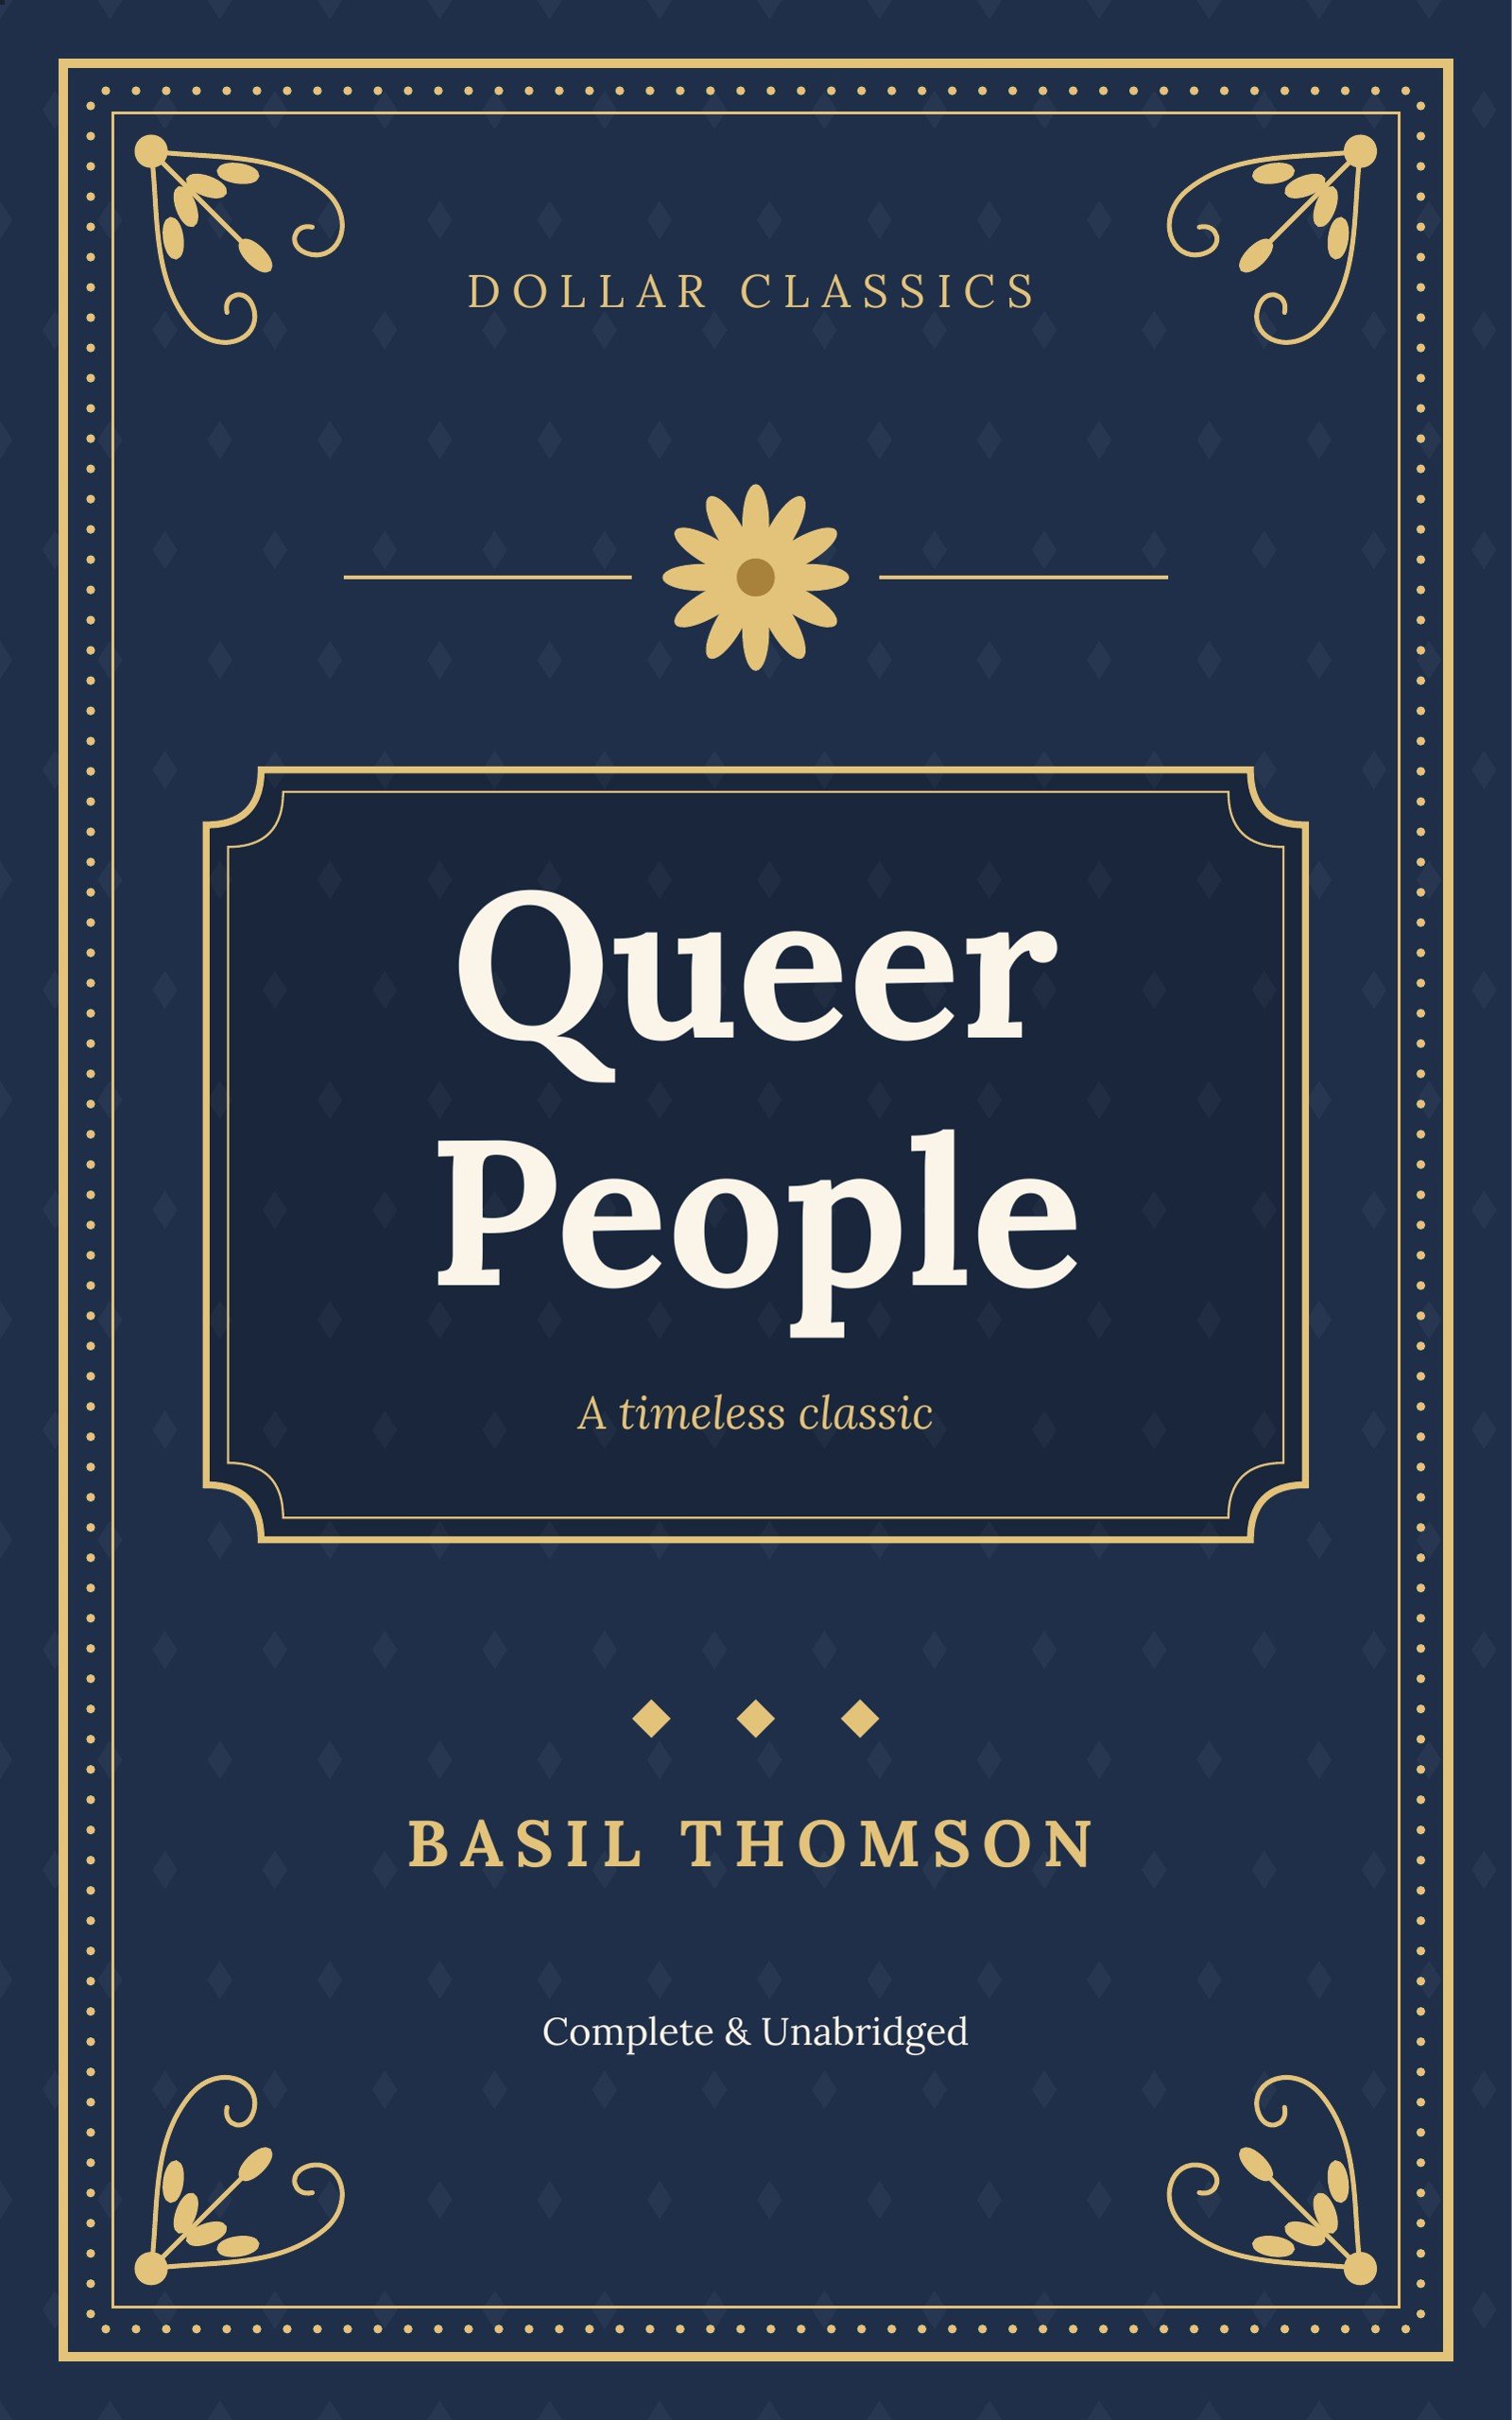 DOLLAR CLASSICS
Queer
People
A timeless classic
BASIL THOMSON
Complete & Unabridged